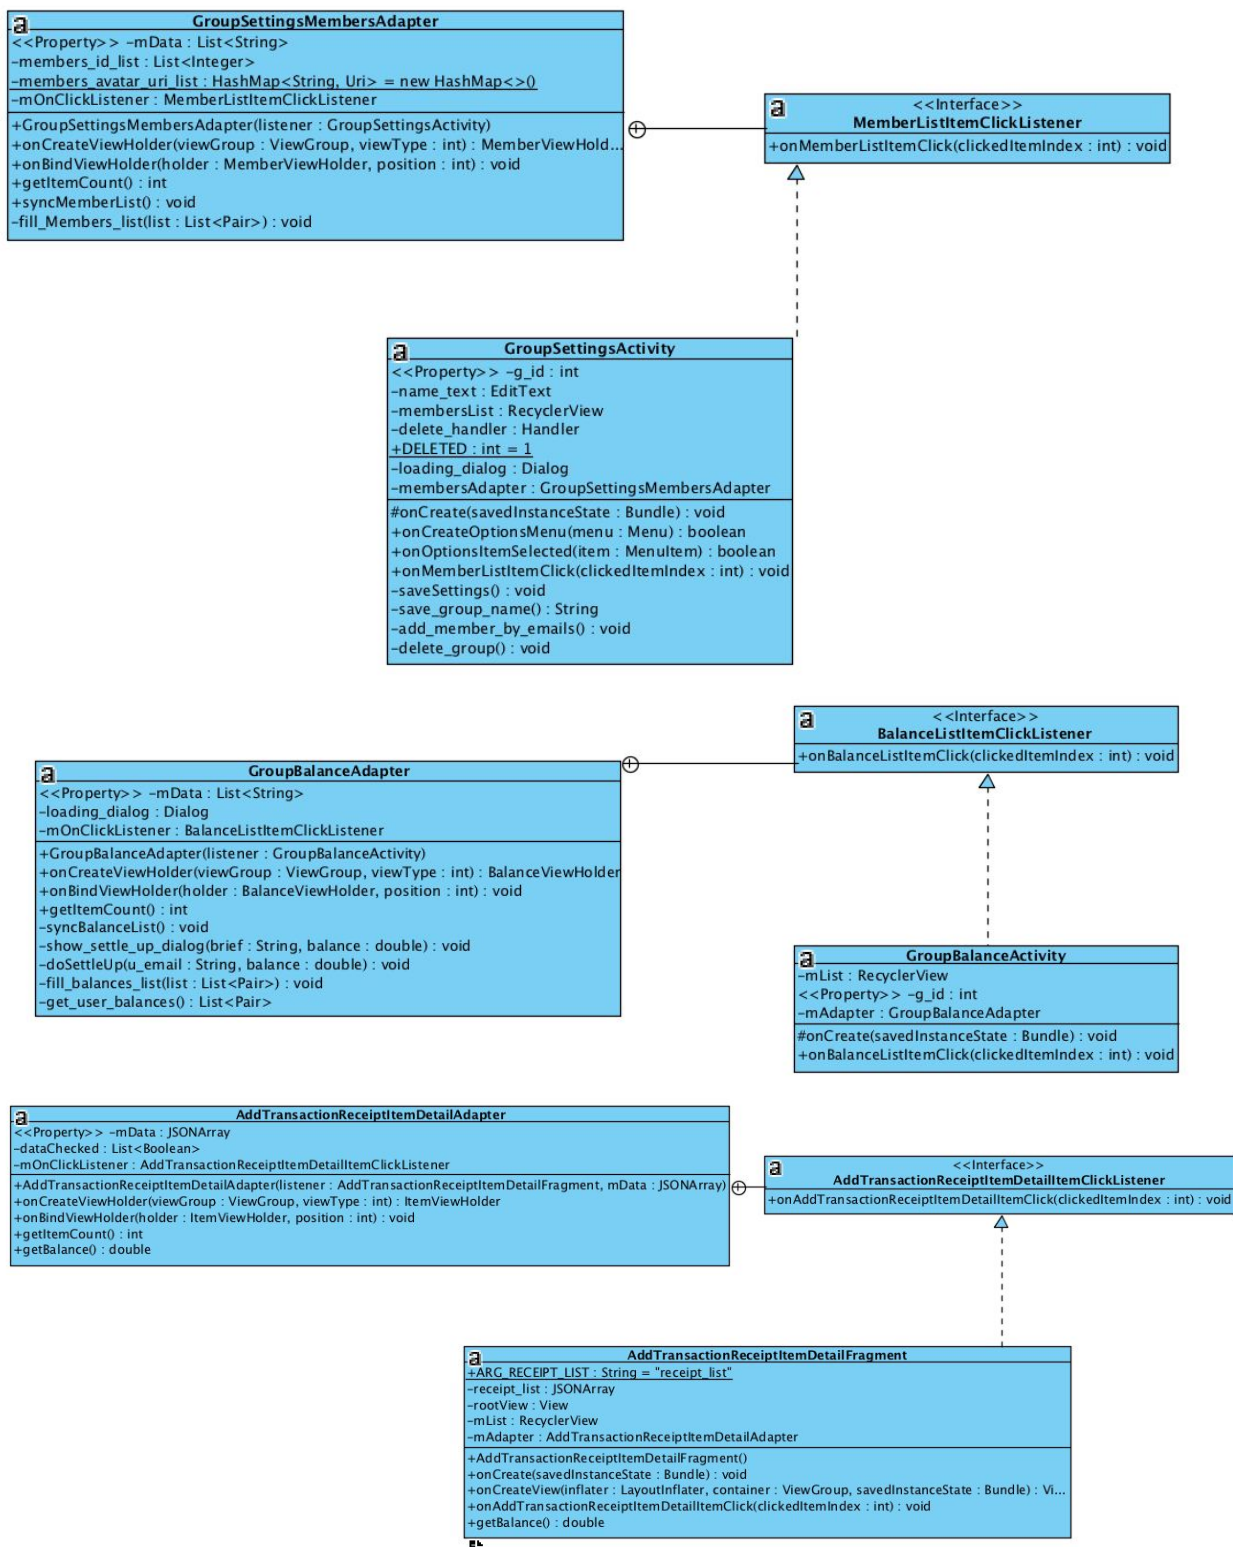 a
GroupSettingsMembersAdapter
<<Property>> -mData : List<String>
-members_id_list : List<Integer>
-members_avatar_uri_list : HashMap<String, Uri> = new HashMap<>()
-mOnClickListener : MemberListItemClickListener
+GroupSettingsMembersAdapter(listener : GroupSettingsActivity)
+onCreateViewHolder(viewGroup : ViewGroup, viewType : int) : MemberViewHold...
+onBindViewHolder(holder : MemberViewHolder, position : int) : void
+getItemCount() : int
+syncMemberList() : void
-fill_Members_list(list : List<Pair>) : void
a
<<Interface>>
MemberListItemClickListener
+onMemberListItemClick(clickedItemIndex : int) : void
a
GroupSettingsActivity
<<Property>> -g_id : int
-name_text : EditText
-membersList : RecyclerView
-delete_handler : Handler
+DELETED : int = 1
-loading_dialog : Dialog
-membersAdapter : GroupSettingsMembersAdapter
#onCreate(savedInstanceState : Bundle) : void
+onCreateOptionsMenu(menu : Menu) : boolean
+onOptionsItemSelected(item : MenuItem) : boolean
+onMemberListItemClick(clickedItemIndex : int) : void
-saveSettings() : void
-save_group_name() : String
-add_member_by_emails() : void
-delete_group() : void
a
<<Interface>>
BalanceListItemClickListener
+onBalanceListItemClick(clickedItemIndex : int) : void
a
GroupBalanceAdapter
<<Property>> -mData : List<String>
-loading_dialog : Dialog
-mOnClickListener : BalanceListItemClickListener
+GroupBalanceAdapter(listener : GroupBalanceActivity)
+onCreateViewHolder(viewGroup : ViewGroup, viewType : int) : BalanceViewHolder
+onBindViewHolder(holder : BalanceViewHolder, position : int) : void
+getItemCount() : int
-syncBalanceList() : void
-show_settle_up_dialog(brief : String, balance : double) : void
-doSettleUp(u_email : String, balance : double) : void
-fill_balances_list(list : List<Pair>) : void
-get_user_balances() : List<Pair>
a
GroupBalanceActivity
-mList : RecyclerView
<<Property>> -g_id : int
-mAdapter : GroupBalanceAdapter
#onCreate(savedInstanceState : Bundle) : void
+onBalanceListItemClick(clickedItemIndex : int) : void
a
AddTransactionReceiptItemDetailAdapter
<<Property>> -mData : JSONArray
-dataChecked : List<Boolean>
-mOnClickListener : AddTransactionReceiptItemDetailItemClickListener
+AddTransactionReceiptItemDetailAdapter(listener : AddTransactionReceiptItemDetailFragment, mData : JSONArray)
+onCreateViewHolder(viewGroup : ViewGroup, viewType : int) : ItemViewHolder
+onBindViewHolder(holder : ItemViewHolder, position : int) : void
+getItemCount() : int
+getBalance() : double
a
<<Interface>>
AddTransactionReceiptItemDetailItemClickListener
+onAddTransactionReceiptItemDetailItemClick(clickedItemIndex : int) : void
a
AddTransactionReceiptItemDetailFragment
+ARG_RECEIPT_LIST : String = "receipt_list"
-receipt_list : JSONArray
-rootView : View
-mList : RecyclerView
-mAdapter : AddTransactionReceiptItemDetailAdapter
+AddTransactionReceiptItemDetailFragment()
+onCreate(savedInstanceState : Bundle) : void
+onCreateView(inflater : LayoutInflater, container : ViewGroup, savedInstanceState : Bundle) : Vi...
+onAddTransactionReceiptItemDetailItemClick(clickedItemIndex : int) : void
+getBalance() : double